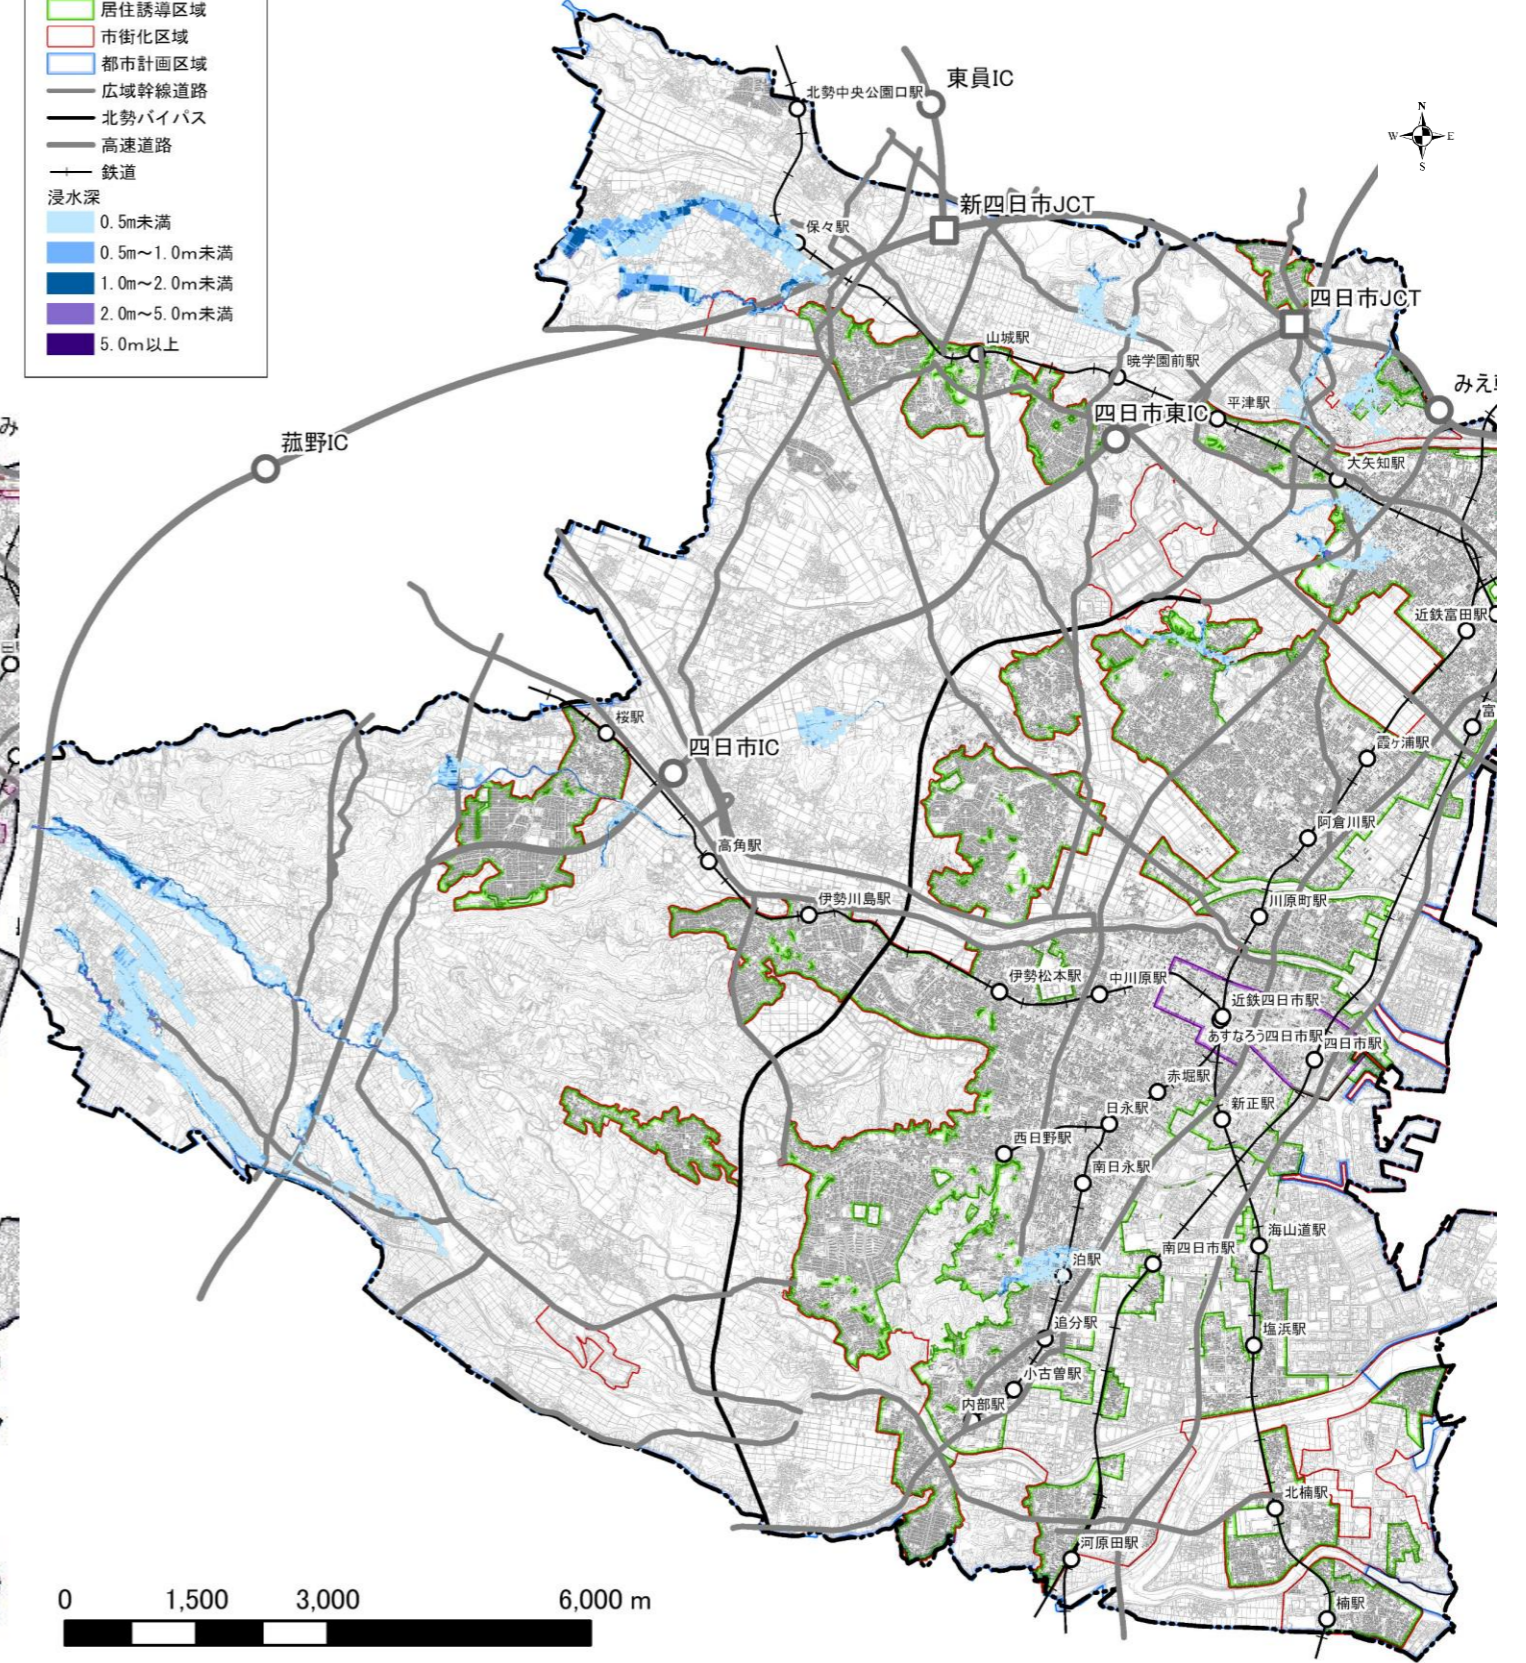 居住誘導区域
市街化区域
都市計画区域
広域幹線道路
北勢バイパス
高速道路
鉄道
浸水深
0.5m未満
0.5m～1.0m未満
1.0m～2.0m未満
2.0m～5.0m未満
5.0m以上
北勢中央公園口駅
東員IC
N
W
E
S
保々駅
新四日市JCT
四日市JCT
山城駅
暁学園前駅
みえ
平津駅
四日市東IC
み
菰野IC
大矢知駅
近鉄富田駅
富
桜駅
四日市IC
霞ヶ浦駅
阿倉川駅
高角駅
伊勢川島駅
川原町駅
伊勢松本駅
中川原駅
近鉄四日市駅
あすなろう四日市駅
四日市駅
赤堀駅
日永駅
新正駅
西日野駅
南日永駅
海山道駅
南四日市駅
泊駅
追分駅
塩浜駅
小古曽駅
内部駅
北楠駅
河原田駅
楠駅
0
1,500
3,000
6,000 m